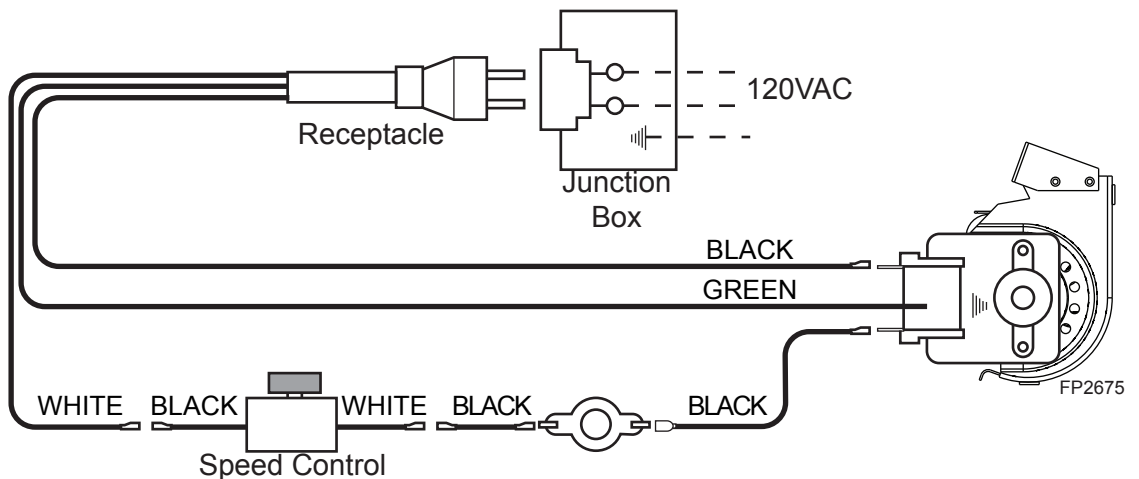 120VAC
Receptacle
Junction
Box
BLACK
GREEN
FP2675
WHITE BLACK WHITE BLACK BLACK
Speed Control